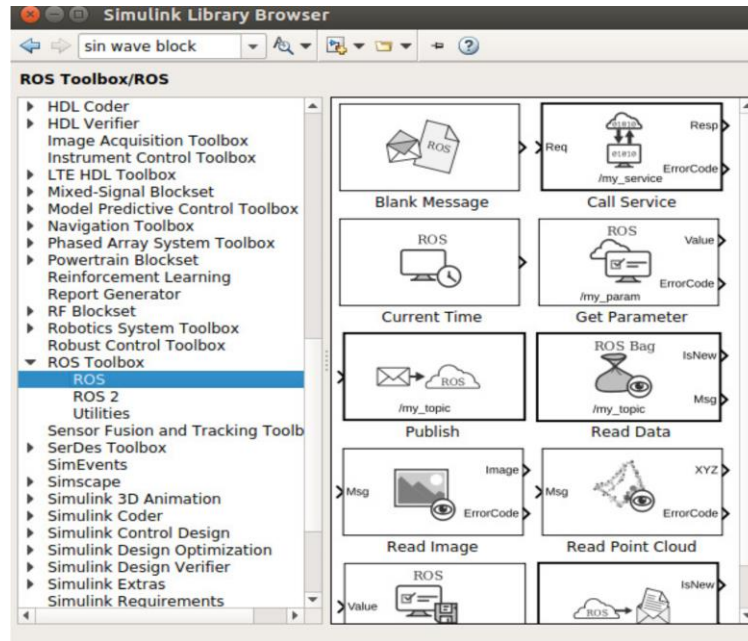 Simulink Library Browser
sin wave block
ROS Toolbox/ROS
HDL Coder
HDL Verifier
Image Acquisition Toolbox
Instrument Control Toolbox
LTE HDL Toolbox
Mixed-Signal Blockset
Model Predictive Control Toolbox
Navigation Toolbox
Phased Array System Toolbox
Powertrain Blockset
Reinforcement Learning
Report Generator
RF Blockset
Robotics System Toolbox
Robust Control Toolbox
ROS Toolbox
ROS
ROS 2
Utilities
Sensor Fusion and Tracking Toolb
SerDes Toolbox
SimEvents
Simscape
Simulink 3D Animation
Simulink Coder
Simulink Control Design
Simulink Design Optimization
Simulink Design Verifier
Simulink Extras
Simulink Requirements
ROS
Blank Message
Req
01010
01010
/my_service
Resp
ErrorCode
Call Service
ROS
Current Time
ROS
/my_param
Value
ErrorCode
Get Parameter
ROS
/my_topic
Publish
ROS Bag
/my_topic
IsNew
Msg
Read Data
Msg
Image
ErrorCode
Read Image
Msg
XYZ
ErrorCode
Read Point Cloud
ROS
Value
ROS
IsNew